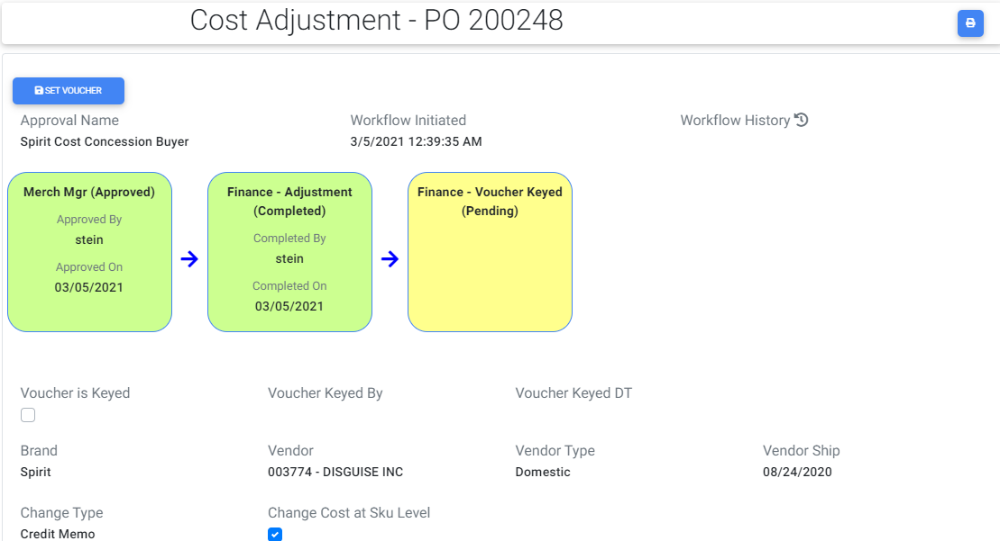 Cost Adjustment - PO 200248
SET VOUCHER
Approval Name
Workflow Initiated
Workflow History
Spirit Cost Concession Buyer
3/5/2021 12:39:35 AM
Merch Mgr (Approved)
Approved By
stein
Approved On
03/05/2021
Finance - Adjustment
(Completed)
Completed By
stein
Completed On
03/05/2021
Finance - Voucher Keyed
(Pending)
Voucher is Keyed
Voucher Keyed By
Voucher Keyed DT
Brand
Vendor
Vendor Type
Vendor Ship
Spirit
003774 - DISGUISE INC
Domestic
08/24/2020
Change Type
Change Cost at Sku Level
Credit Memo